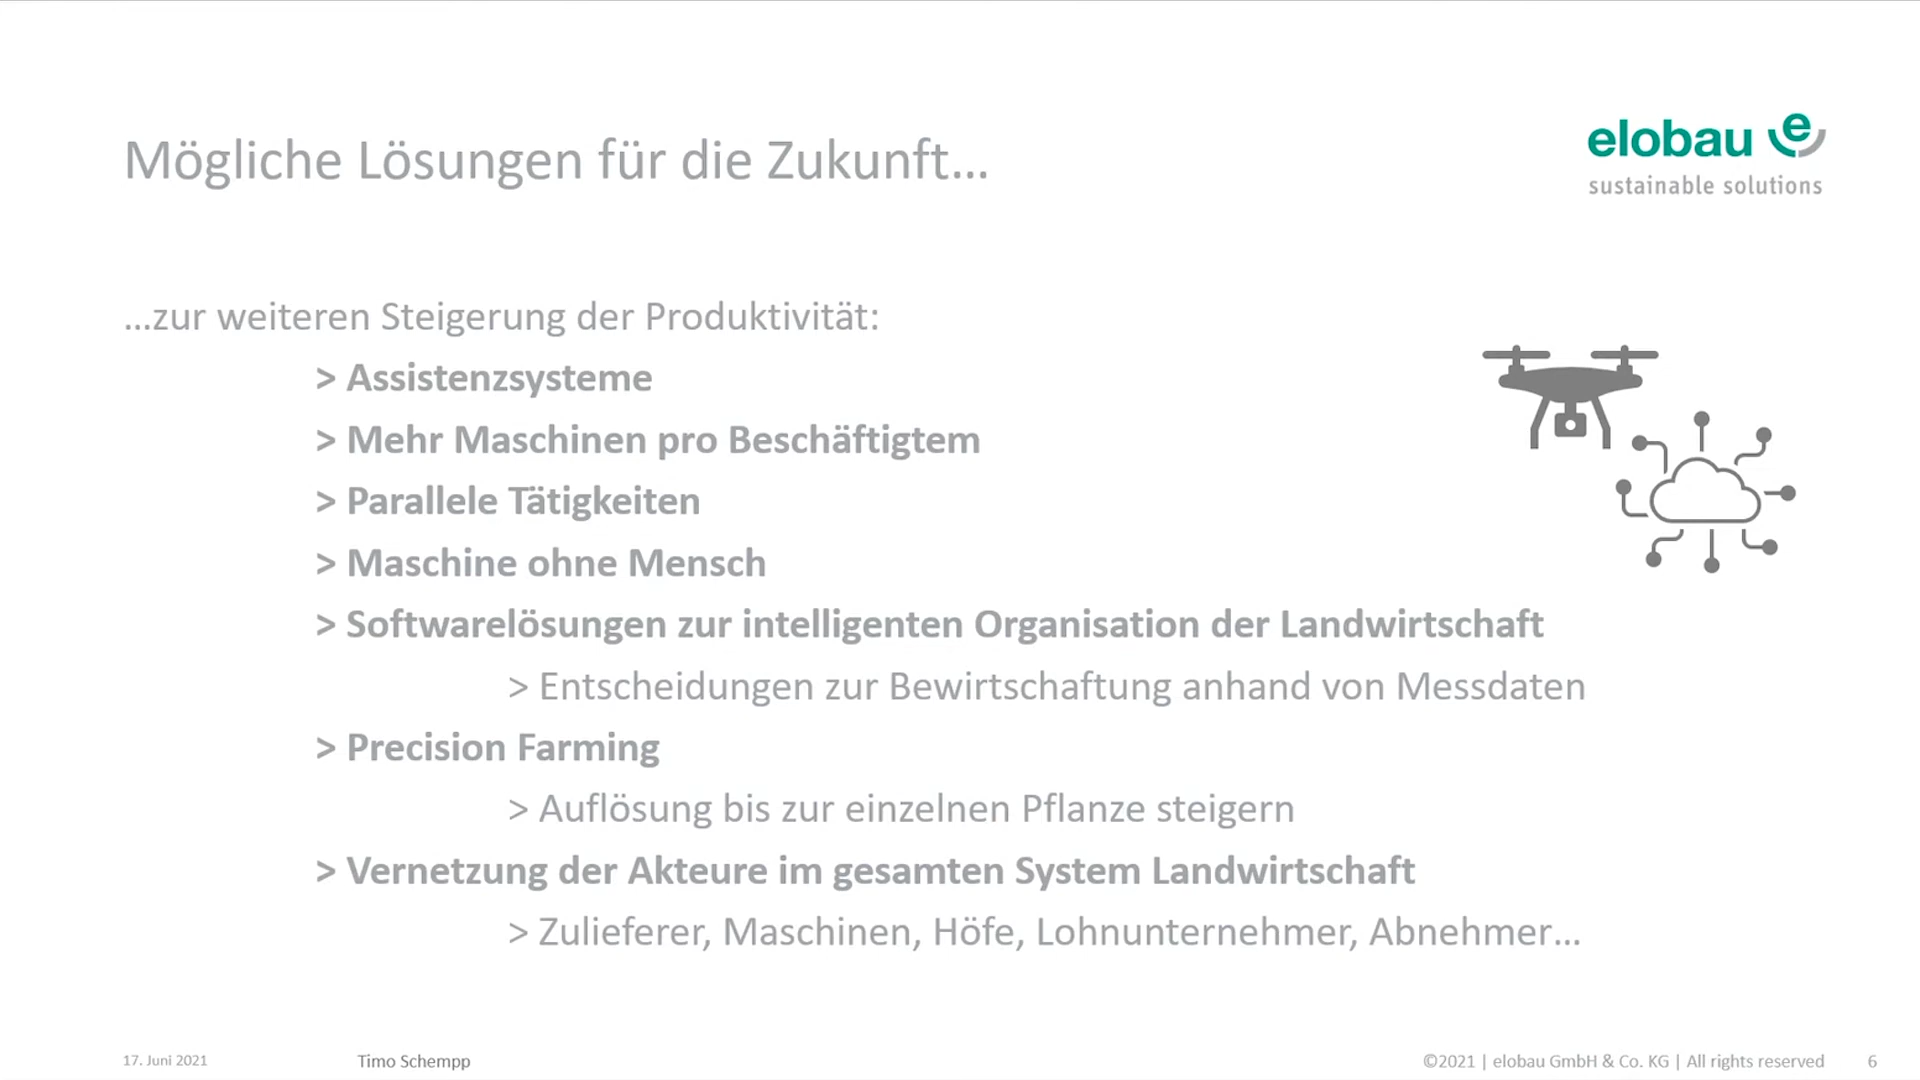 Mögliche Lösungen für die Zukunft...
elobau
e
sustainable solutions
...zur weiteren Steigerung der Produktivität:
> Assistenzsysteme
> Mehr Maschinen pro Beschäftigtem
> Parallele Tätigkeiten
> Maschine ohne Mensch
> Softwarelösungen zur intelligenten Organisation der Landwirtschaft
> Entscheidungen zur Bewirtschaftung anhand von Messdaten
> Precision Farming
> Auflösung bis zur einzelnen Pflanze steigern
> Vernetzung der Akteure im gesamten System Landwirtschaft
> Zulieferer, Maschinen, Höfe, Lohnunternehmer, Abnehmer...
17. Juni 2021
Timo Schempp
©2021 | elobau GmbH & Co. KG | All rights reserved
6